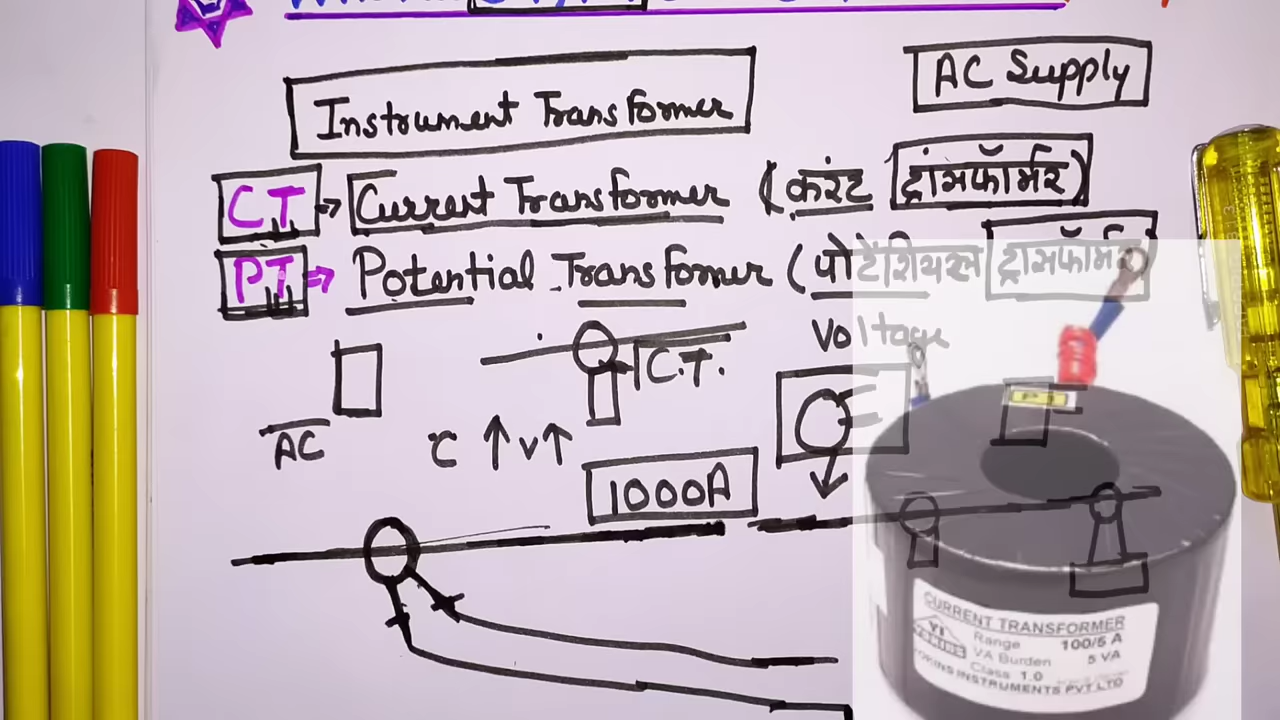 Instrument Transformer
AC Supply
CT → Current Transformer (करंट ट्रांसफॉर्मर)
PT → Potential Transformer (पोटेंशियल ट्रांसफॉर्मर
Voltage
C.T.
AC
C ↑ V↑
1000A
P1
CURRENT TRANSFORMER
Range 100/5 A
VA Burden 5 VA
Class 1.0
INSTRUMENTS PVT LTD